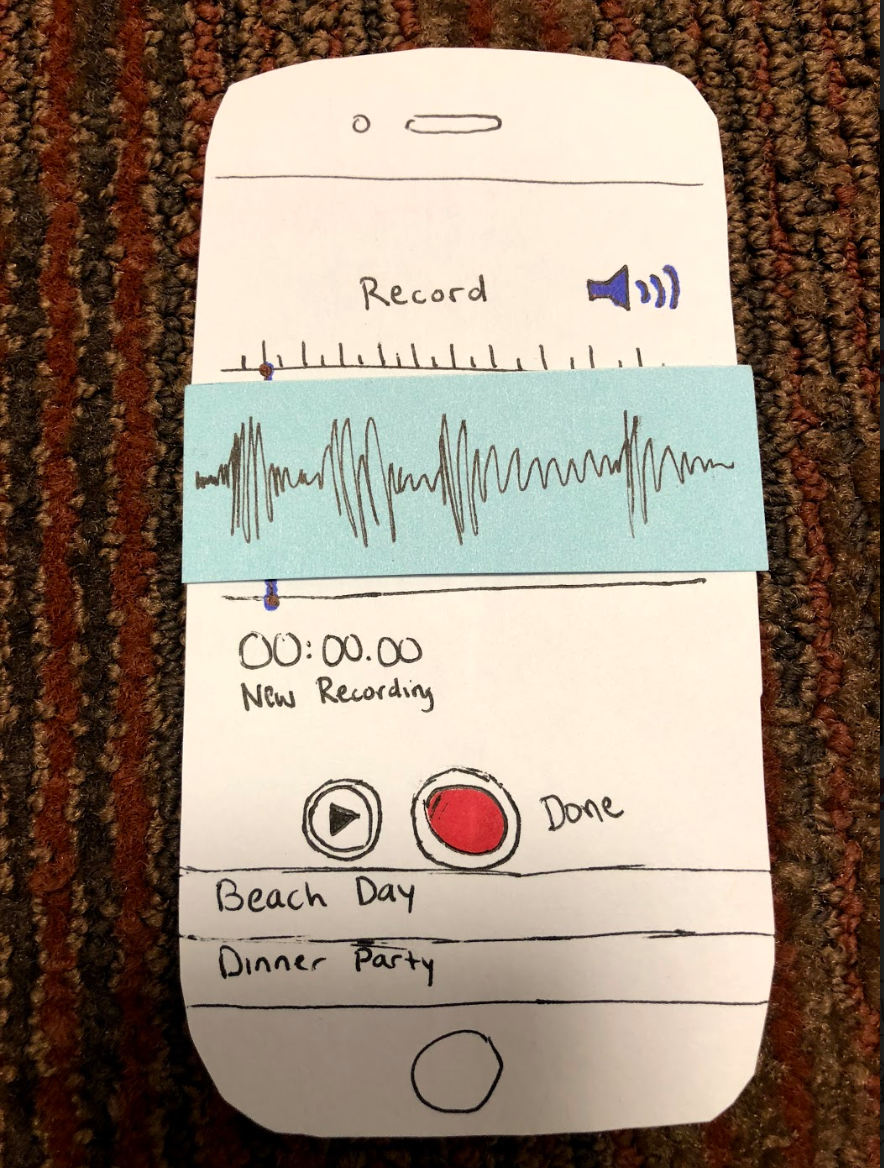 Record
00:00.00
New Recording
Done
Beach Day
Dinner Party